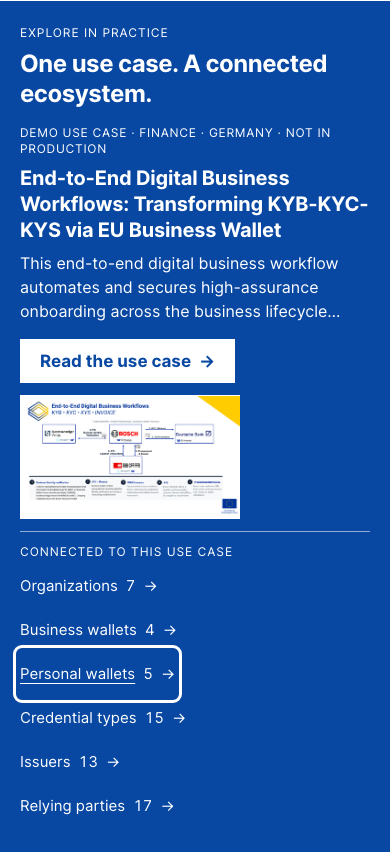 EXPLORE IN PRACTICE
One use case. A connected
ecosystem.
DEMO USE CASE · FINANCE · GERMANY · NOT IN
PRODUCTION
End-to-End Digital Business
Workflows: Transforming KYB-KYC-
KYS via EU Business Wallet
This end-to-end digital business workflow
automates and secures high-assurance
onboarding across the business lifecycle...
Read the use case →
End-to-End Digital Business Workflows
KYB • KYC • KYS • INVOICE
BOSCH
CONNECTED TO THIS USE CASE
Organizations 7 →
Business wallets 4 →
Personal wallets 5 →
Credential types 15 →
Issuers 13 →
Relying parties 17 →